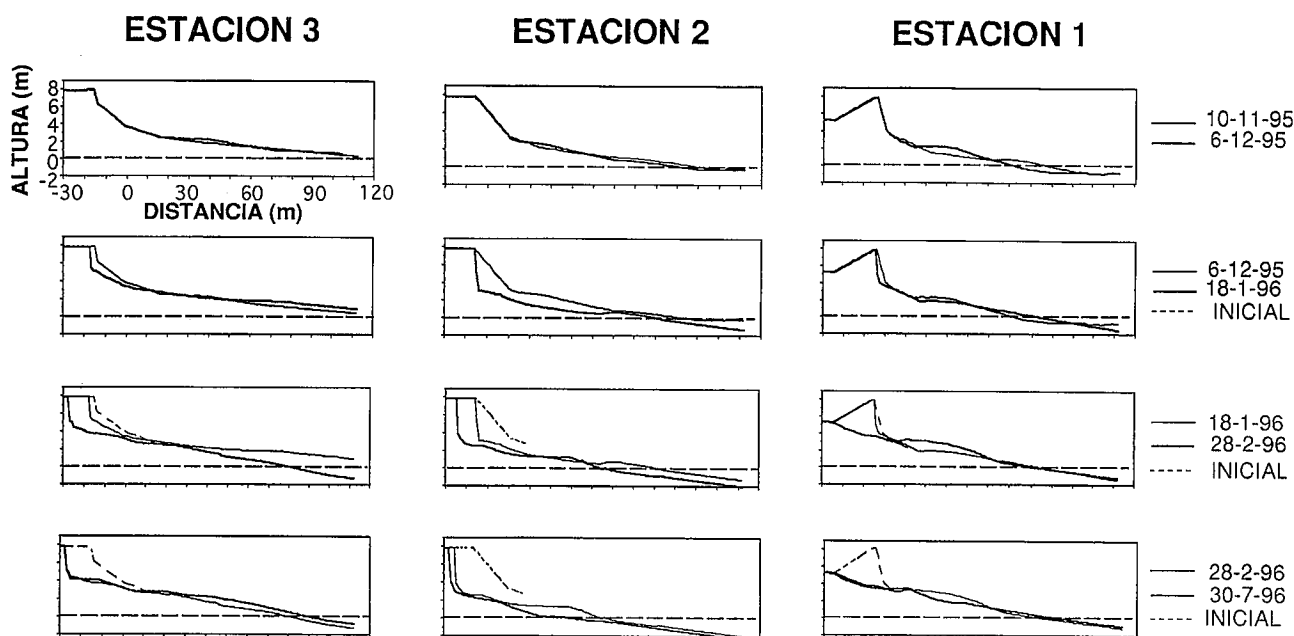 ESTACION 3 ESTACION 2 ESTACION 1
ALTURA (m)
8
6
4
2
0
-2
-30 0 30 60 90 120
DISTANCIA (m)
10-11-95
6-12-95
6-12-95
18-1-96
INICIAL
18-1-96
28-2-96
INICIAL
28-2-96
30-7-96
INICIAL